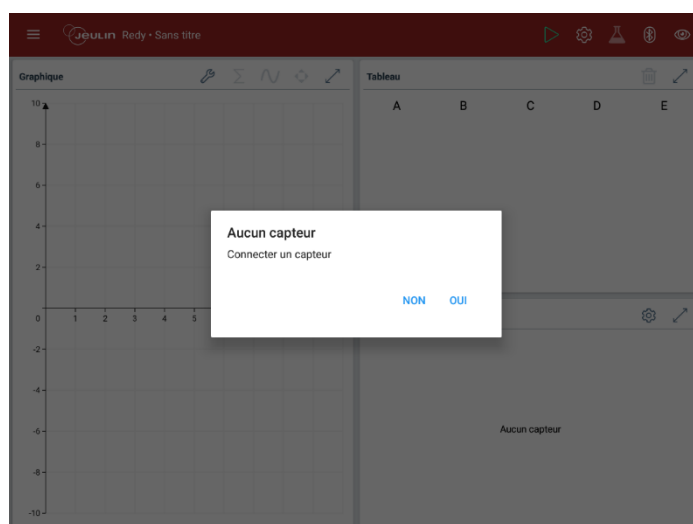 Jeulin Redy • Sans titre
Graphique
Tableau
A B C D E
10
8
6
4
2
0 1 2 3 4 5
-2
-4
-6
-8
-10
Aucun capteur
Connecter un capteur
NON OUI
Aucun capteur